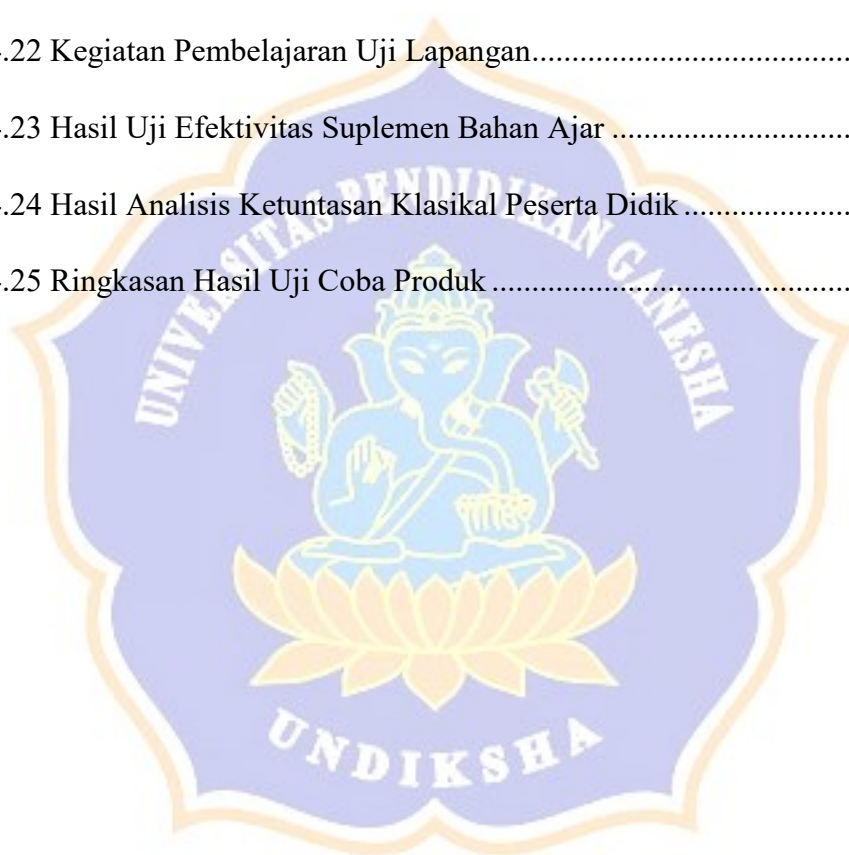 .22 Kegiatan Pembelajaran Uji Lapangan....................................
.23 Hasil Uji Efektivitas Suplemen Bahan Ajar ..............................
.24 Hasil Analisis Ketuntasan Klasikal Peserta Didik .....................
.25 Ringkasan Hasil Uji Coba Produk .............................................
UNIVERSITAS PENDIDIKAN GANESHA
UNDIKSHA